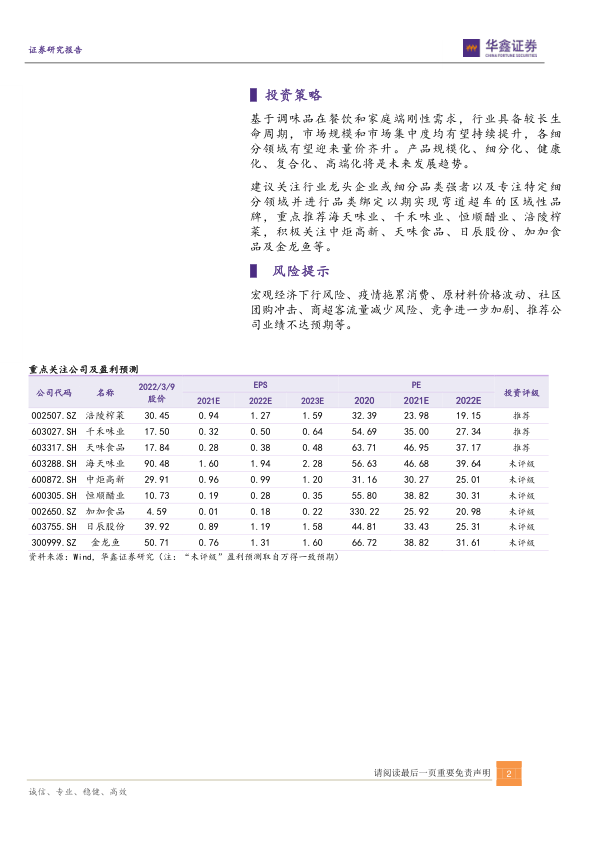 证券研究报告
华鑫证券
CHINA FORTUNE SECURITIES
投资策略
基于调味品在餐饮和家庭端刚性需求，行业具备较长生
命周期，市场规模和市场集中度均有望持续提升，各细
分领域有望迎来量价齐升。产品规模化、细分化、健康
化、复合化、高端化将是未来发展趋势。
建议关注行业龙头企业或细分品类强者以及专注特定细
分领域并进行品类绑定以期实现弯道超车的区域性品
牌，重点推荐海天味业、千禾味业、恒顺醋业、涪陵榨
菜，积极关注中炬高新、天味食品、日辰股份、加加食
品及金龙鱼等。
风险提示
宏观经济下行风险、疫情拖累消费、原材料价格波动、社区
团购冲击、商超客流量减少风险、竞争进一步加剧、推荐公
司业绩不达预期等。
重点关注公司及盈利预测
公司代码 名称 2022/3/9 股价 EPS PE 投资评级
2021E 2022E 2023E 2020 2021E 2022E
002507.SZ 涪陵榨菜 30.45 0.94 1.27 1.59 32.39 23.98 19.15 推荐
603027.SH 千禾味业 17.50 0.32 0.50 0.64 54.69 35.00 27.34 推荐
603317.SH 天味食品 17.84 0.28 0.38 0.48 63.71 46.95 37.17 推荐
603288.SH 海天味业 90.48 1.60 1.94 2.28 56.63 46.68 39.64 未评级
600872.SH 中炬高新 29.91 0.96 0.99 1.20 31.16 30.27 25.01 未评级
600305.SH 恒顺醋业 10.73 0.19 0.28 0.35 55.80 38.82 30.31 未评级
002650.SZ 加加食品 4.59 0.01 0.18 0.22 330.22 25.92 20.98 未评级
603755.SH 日辰股份 39.92 0.89 1.19 1.58 44.81 33.43 25.31 未评级
300999.SZ 金龙鱼 50.71 0.76 1.31 1.60 66.72 38.82 31.61 未评级
资料来源：Wind，华鑫证券研究（注：“未评级”盈利预测取自万得一致预期）
请阅读最后一页重要免责声明 2
诚信、专业、稳健、高效